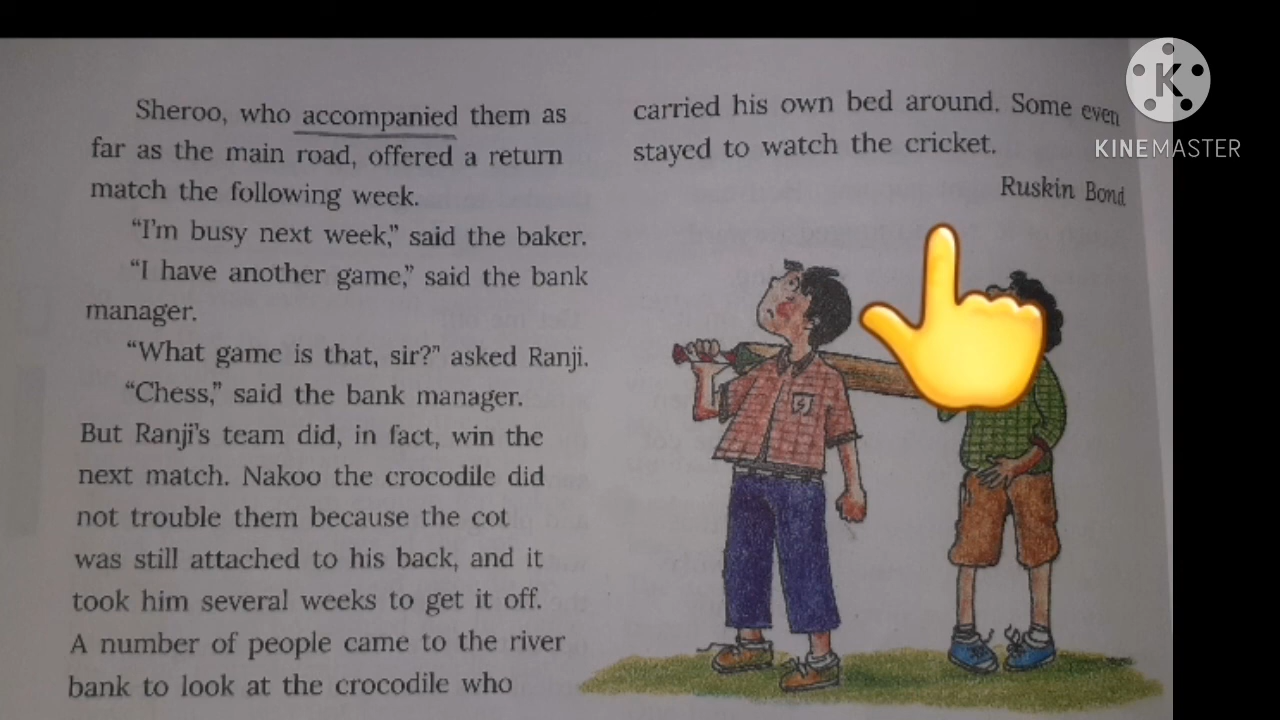 Sheroo, who accompanied them as
far as the main road, offered a return
match the following week.
“I’m busy next week,” said the baker.
“I have another game,” said the bank
manager.
“What game is that, sir?” asked Ranji.
“Chess,” said the bank manager.
But Ranji’s team did, in fact, win the
next match. Nakoo the crocodile did
not trouble them because the cot
was still attached to his back, and it
took him several weeks to get it off.
A number of people came to the river
bank to look at the crocodile who
carried his own bed around. Some even
stayed to watch the cricket.
Ruskin Bond
K
KINEMASTER